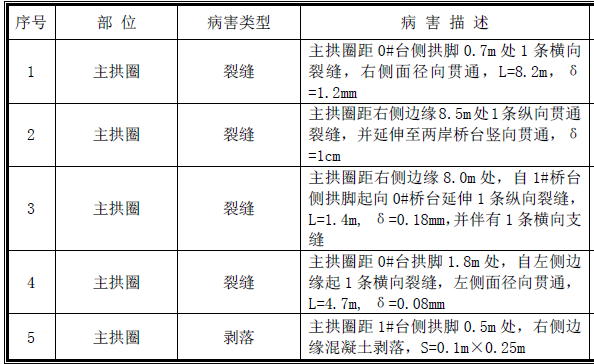 序号 部 位 病害类型 病 害 描 述
1 主拱圈 裂缝 主拱圈距 0#台侧拱脚 0.7m 处 1 条横向
裂缝，右侧面径向贯通，L=8.2m，δ
=1.2mm
2 主拱圈 裂缝 主拱圈距右侧边缘 8.5m 处 1 条纵向贯通
裂缝，并延伸至两岸桥台竖向贯通，δ
=1cm
3 主拱圈 裂缝 主拱圈距右侧边缘 8.0m 处，自 1#桥台
侧拱脚起向 0#桥台延伸 1 条纵向裂缝，
L=1.4m, δ=0.18mm,并伴有 1 条横向支
缝
4 主拱圈 裂缝 主拱圈距 0#台拱脚 1.8m 处，自左侧边
缘起 1 条横向裂缝，左侧面径向贯通，
L=4.7m, δ=0.08mm
5 主拱圈 剥落 主拱圈距 1#台侧拱脚 0.5m 处，右侧边
缘混凝土剥落，S=0.1m×0.25m